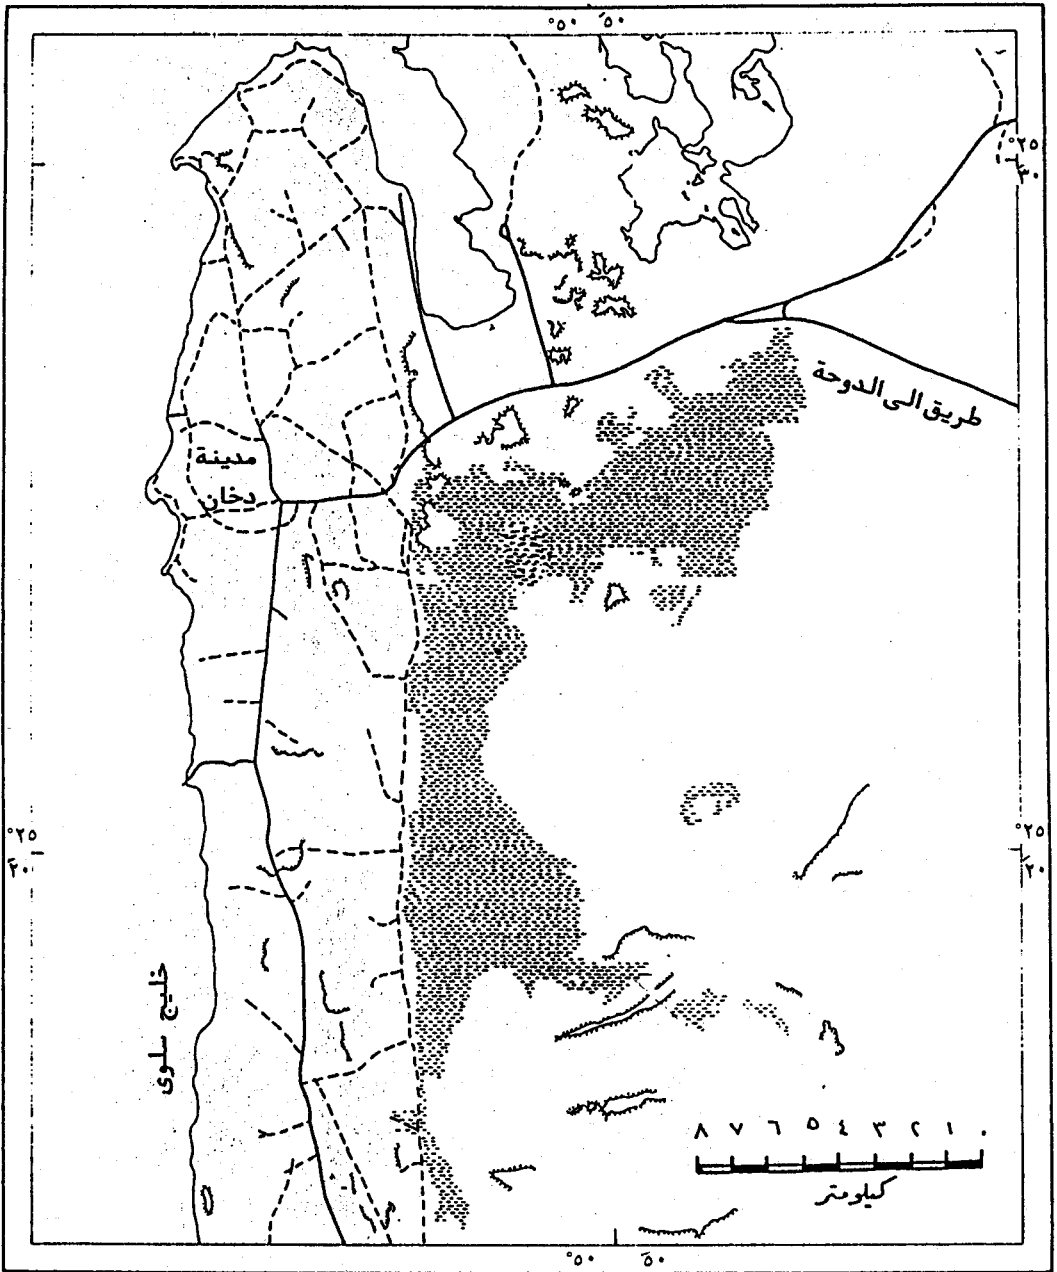 °٥٠ ٥٠َ
°٢٥
٣٠َ
طريق الى الدوحة
مدينة
دخان
°٢٥
٢٠َ
°٢٥
٢٠َ
خليج سلوى
٨ ٧ ٦ ٥ ٤ ٣ ٢ ١ ٠
كيلومتر
°٥٠ ٥٠َ